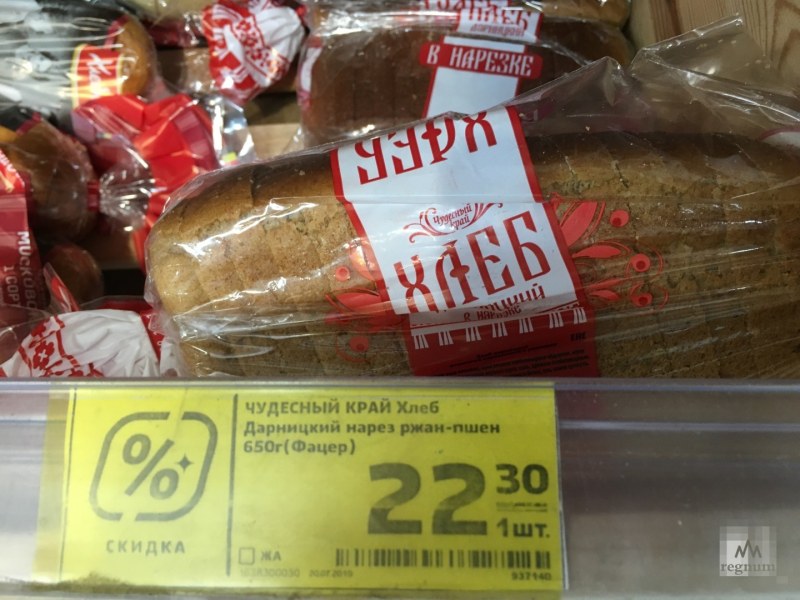 ХЛЕБ
В НАРЕЗКЕ
Чудесный
край
ХЛЕБ
В НАРЕЗКЕ
ЧУДЕСНЫЙ КРАЙ Хлеб
Дарницкий нарез ржан-пшен
650г(Фацер)
22 30
1шт.
%
СКИДКА
ЖА
937140
regnum